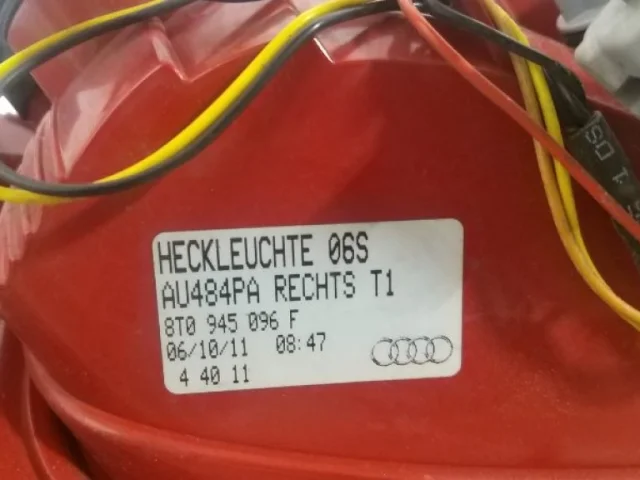 HECKLEUCHTE 06S
AU484PA RECHTS T1
8T0 945 096 F
06/10/11 08:47
4 40 11